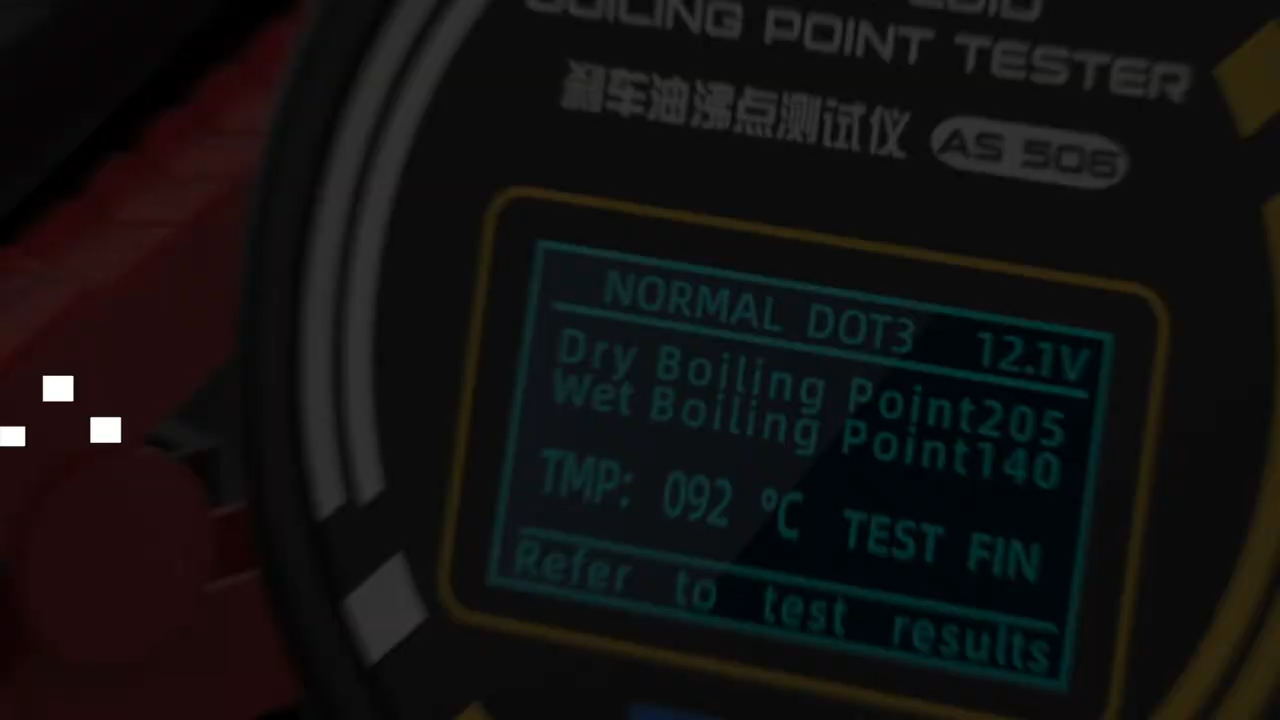 BOILING POINT TESTER
刹车油沸点测试仪 AS 506
NORMAL DOT3 12.1V
Dry Boiling Point205
Wet Boiling Point140
TMP: 092 °C TEST FIN
Refer to test results